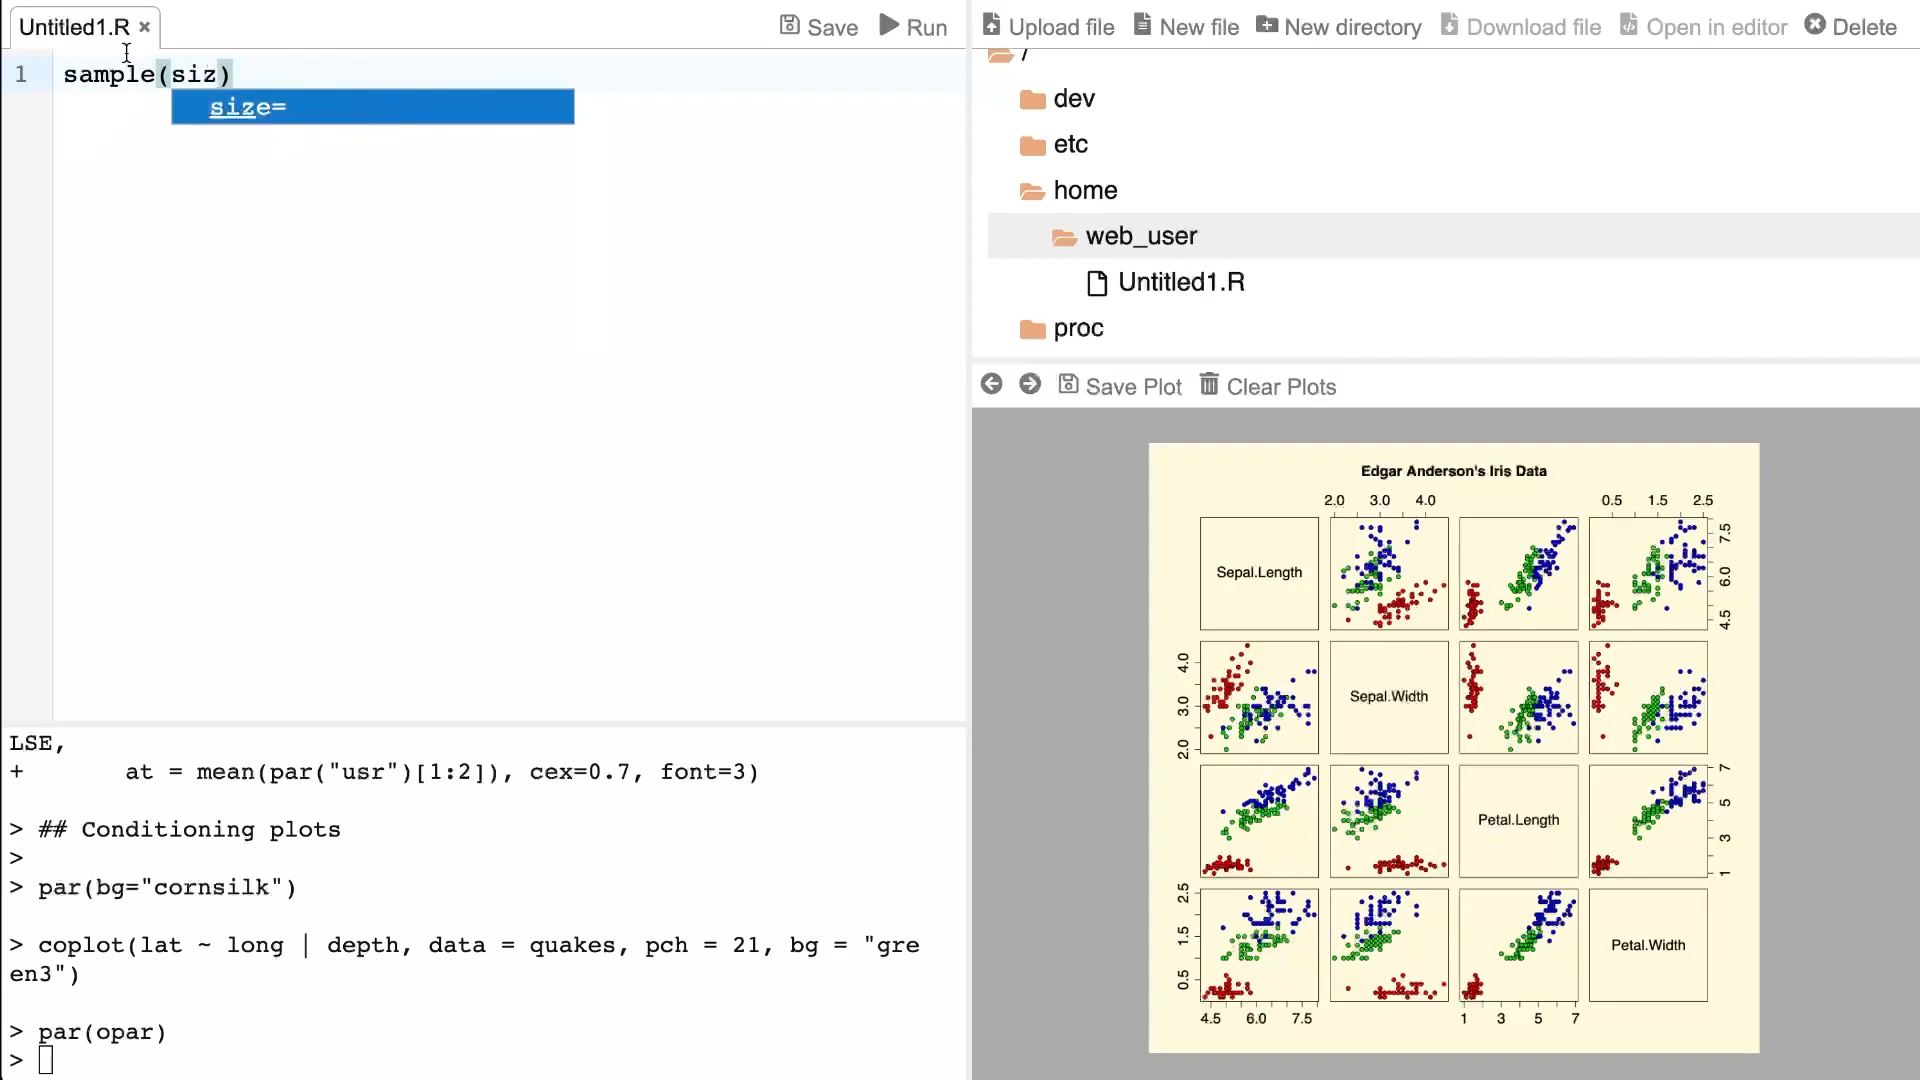 Untitled1.R
Save
Run
Upload file
New file
New directory
Download file
Open in editor
Delete
1
sample(siz)
size=
/
dev
etc
home
web_user
Untitled1.R
proc
Save Plot
Clear Plots
Edgar Anderson's Iris Data
2.0 3.0 4.0
0.5 1.5 2.5
Sepal.Length
4.5 6.0 7.5
2.0 3.0 4.0
Sepal.Width
Petal.Length
1 3 5 7
0.5 1.5 2.5
Petal.Width
4.5 6.0 7.5
1 3 5 7
LSE,
+       at = mean(par("usr")[1:2]), cex=0.7, font=3)
> ## Conditioning plots
>
> par(bg="cornsilk")
> coplot(lat ~ long | depth, data = quakes, pch = 21, bg = "gre
en3")
> par(opar)
>